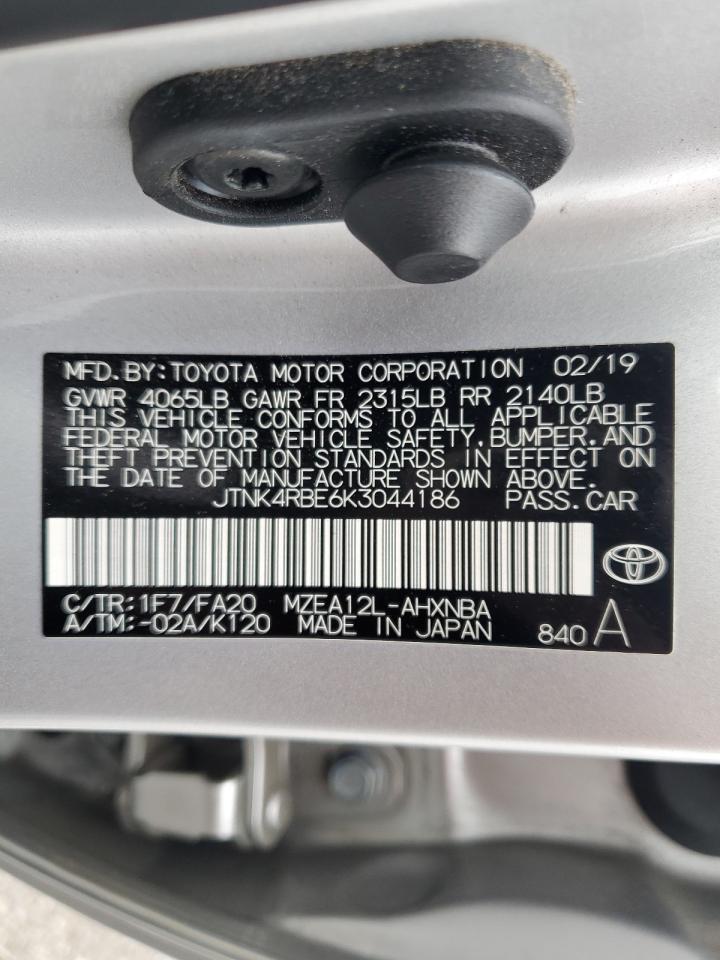 MFD.BY:TOYOTA MOTOR CORPORATION 02/19
GVWR 4065LB GAWR FR 2315LB RR 2140LB
THIS VEHICLE CONFORMS TO ALL APPLICABLE
FEDERAL MOTOR VEHICLE SAFETY,BUMPER,AND
THEFT PREVENTION STANDARDS IN EFFECT ON
THE DATE OF MANUFACTURE SHOWN ABOVE.
JTNK4RBE6K3044186 PASS.CAR
C/TR:1F7/FA20 MZEA12L-AHXNBA
A/TM:-02A/K120 MADE IN JAPAN 840 A